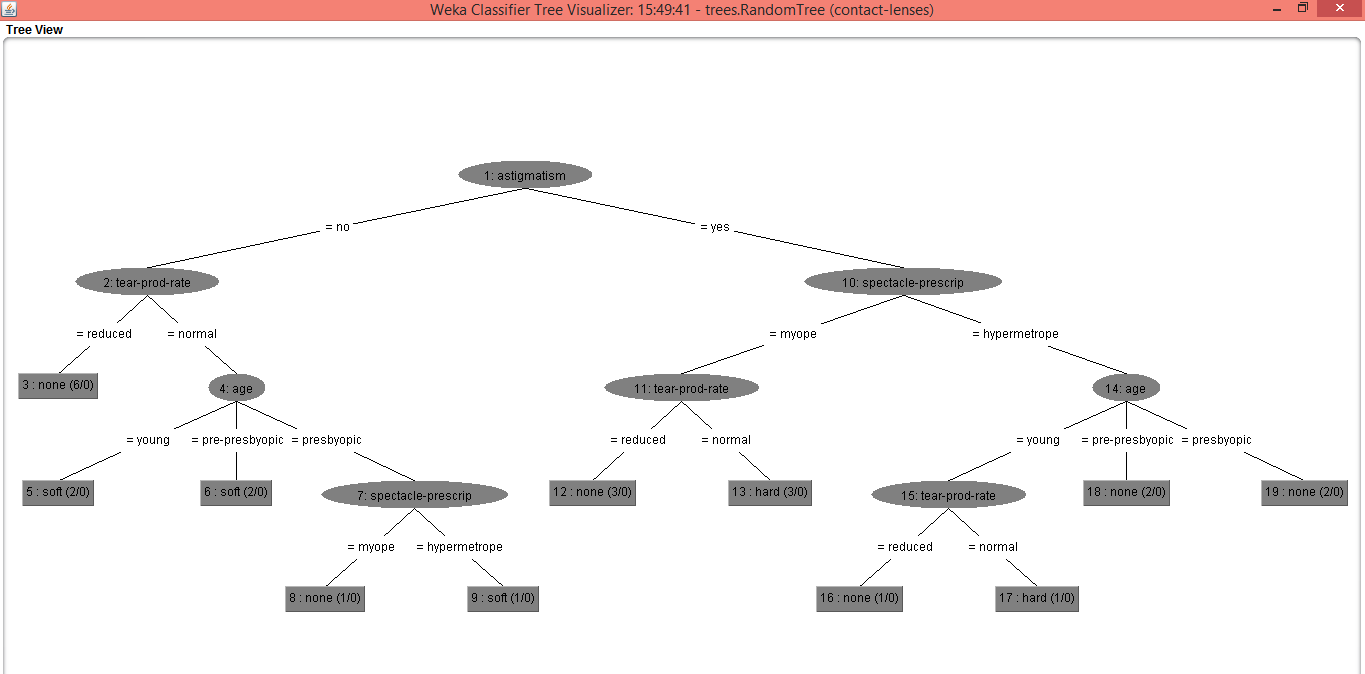 Weka Classifier Tree Visualizer: 15:49:41 - trees.RandomTree (contact-lenses)
Tree View
1: astigmatism
= no
= yes
2: tear-prod-rate
10: spectacle-prescrip
= reduced
= normal
= myope
= hypermetrope
3 : none (6/0)
4: age
11: tear-prod-rate
14: age
= young
= pre-presbyopic
= presbyopic
= reduced
= normal
= young
= pre-presbyopic
= presbyopic
5 : soft (2/0)
6 : soft (2/0)
7: spectacle-prescrip
12 : none (3/0)
13 : hard (3/0)
15: tear-prod-rate
18 : none (2/0)
19 : none (2/0)
= myope
= hypermetrope
= reduced
= normal
8 : none (1/0)
9 : soft (1/0)
16 : none (1/0)
17 : hard (1/0)